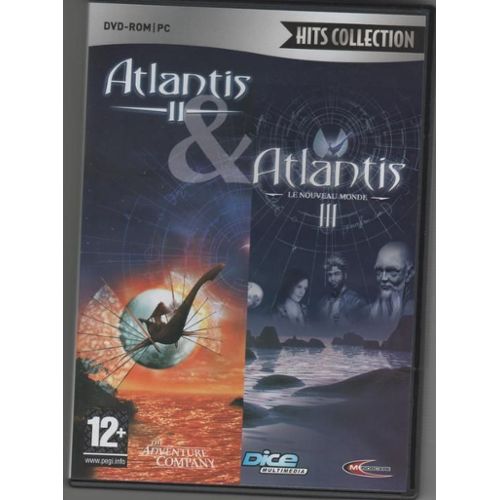 DVD-ROM|PC
HITS COLLECTION
Atlantis
II
&
Atlantis
LE NOUVEAU MONDE
III
12+
www.pegi.info
THE
ADVENTURE
COMPANY
Dice
MULTIMEDIA